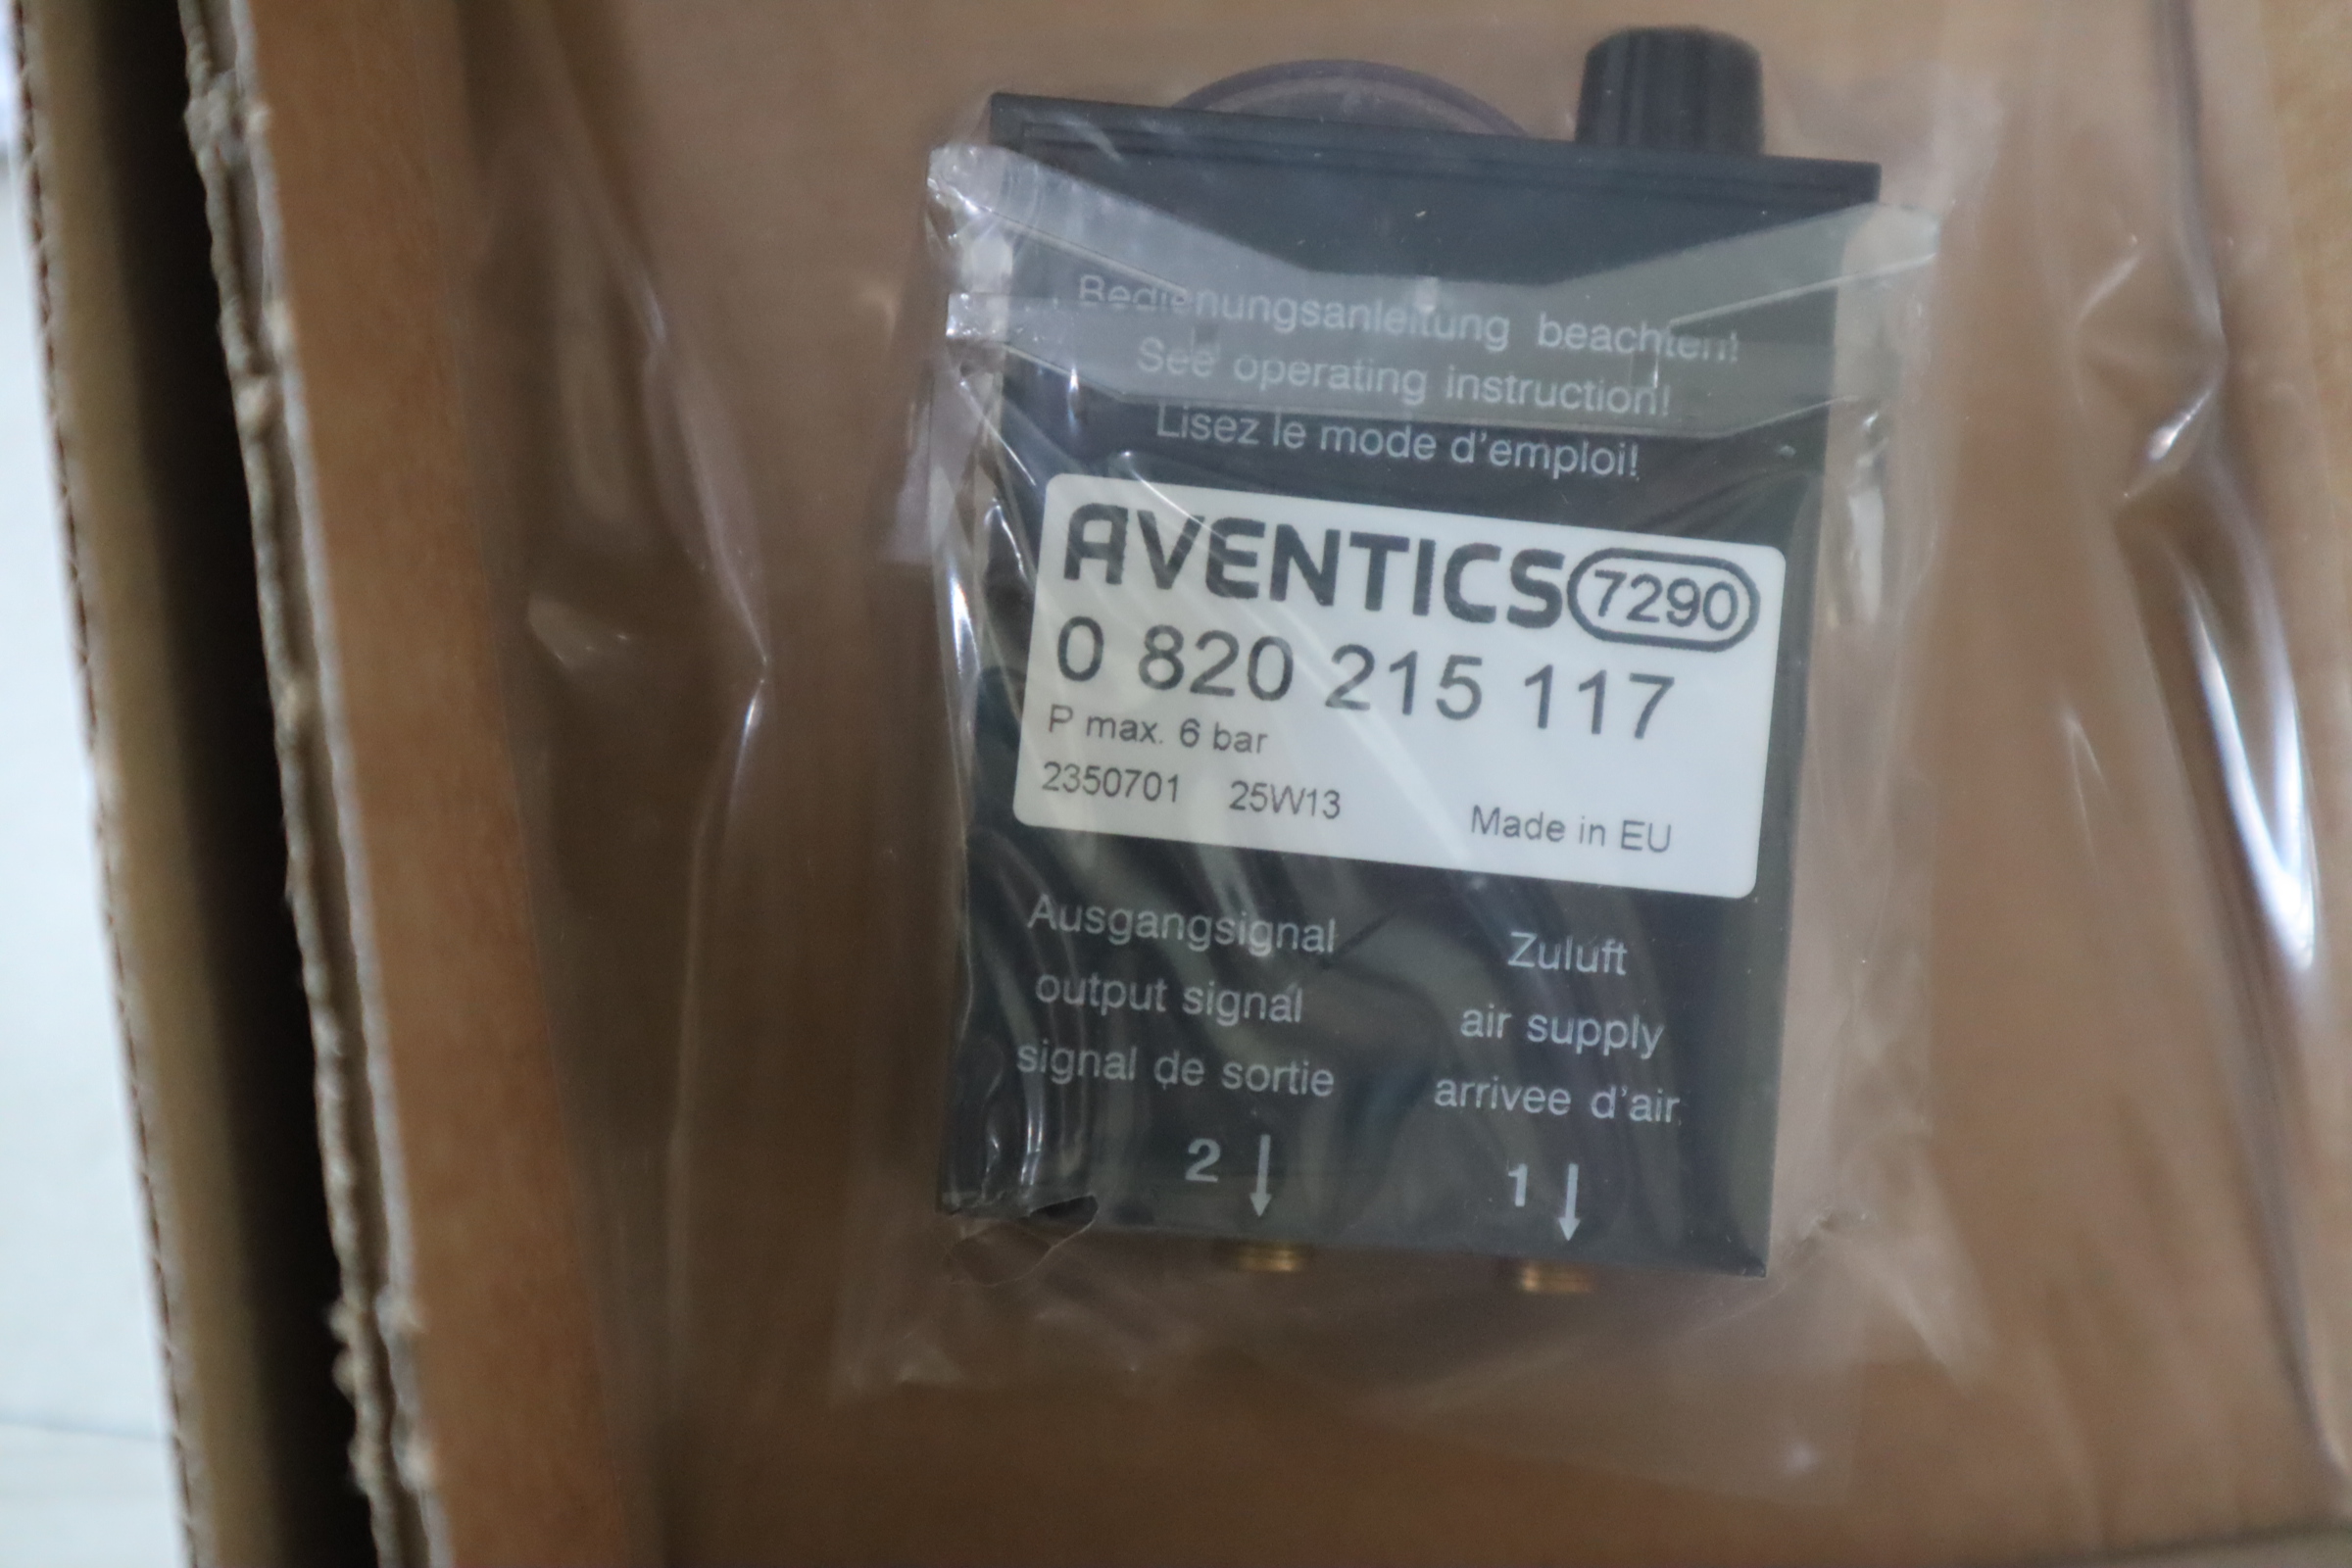 Bedienungsanleitung beachten!
See operating instruction!
Lisez le mode d'emploi!
AVENTICS 7290
0 820 215 117
P max. 6 bar
2350701 25W13 Made in EU
Ausgangsignal
output signal
signal de sortie
2
Zuluft
air supply
arrivee d'air
1